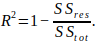 R² = 1 − SS_res / SS_tot.